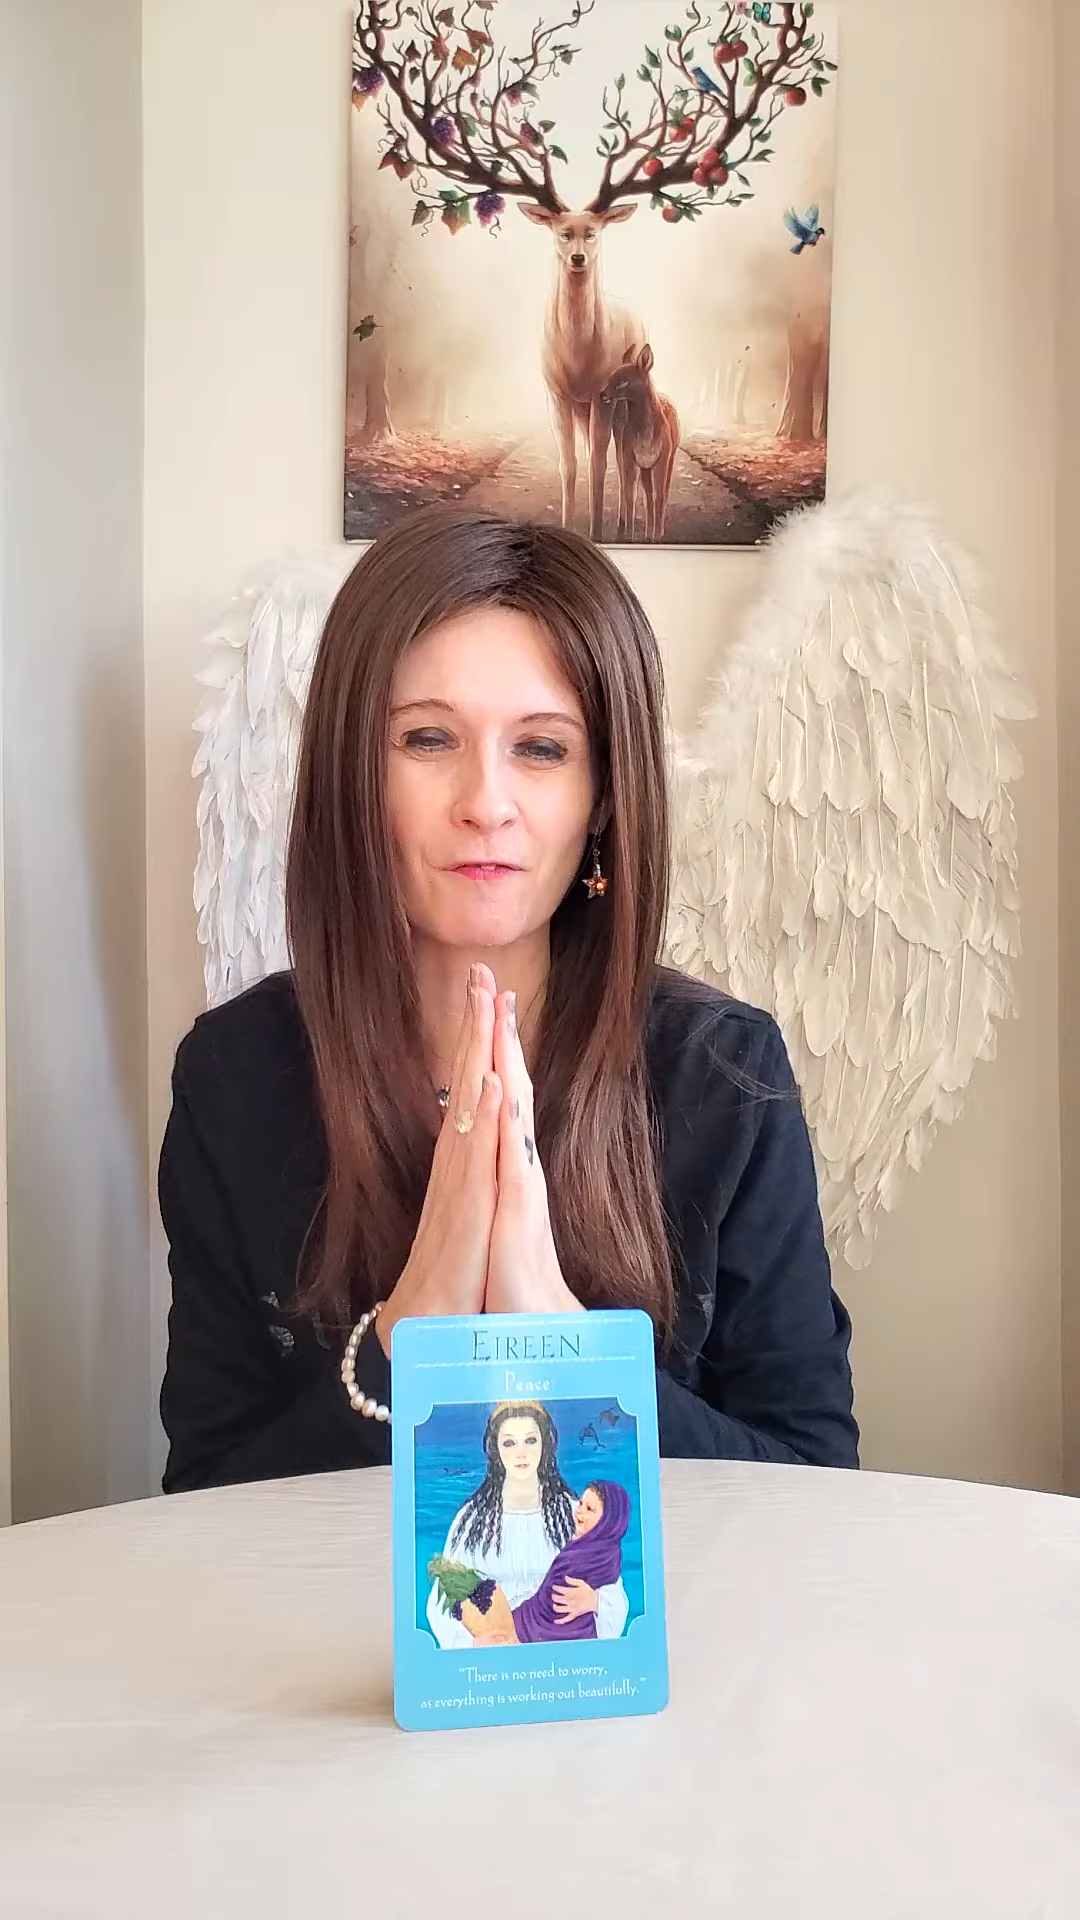 EIREEN
Peace
"There is no need to worry,
as everything is working out beautifully."